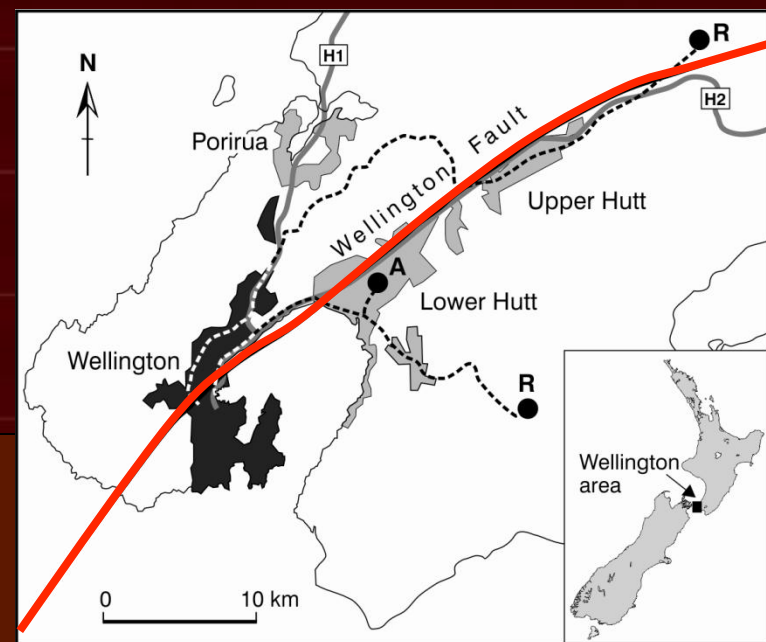 R
H1
N
H2
Porirua
Wellington Fault
Upper Hutt
A
Lower Hutt
Wellington
R
Wellington
area
0 10 km